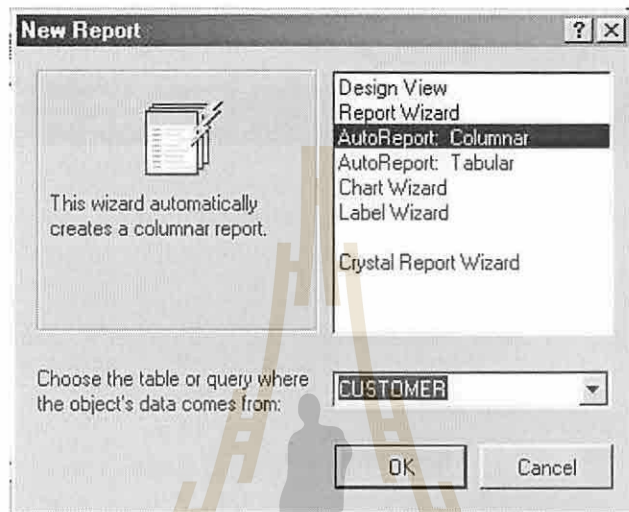 New Report
Design View
Report Wizard
AutoReport: Columnar
AutoReport: Tabular
Chart Wizard
Label Wizard
Crystal Report Wizard
This wizard automatically
creates a columnar report.
Choose the table or query where
the object's data comes from:
CUSTOMER
OK
Cancel